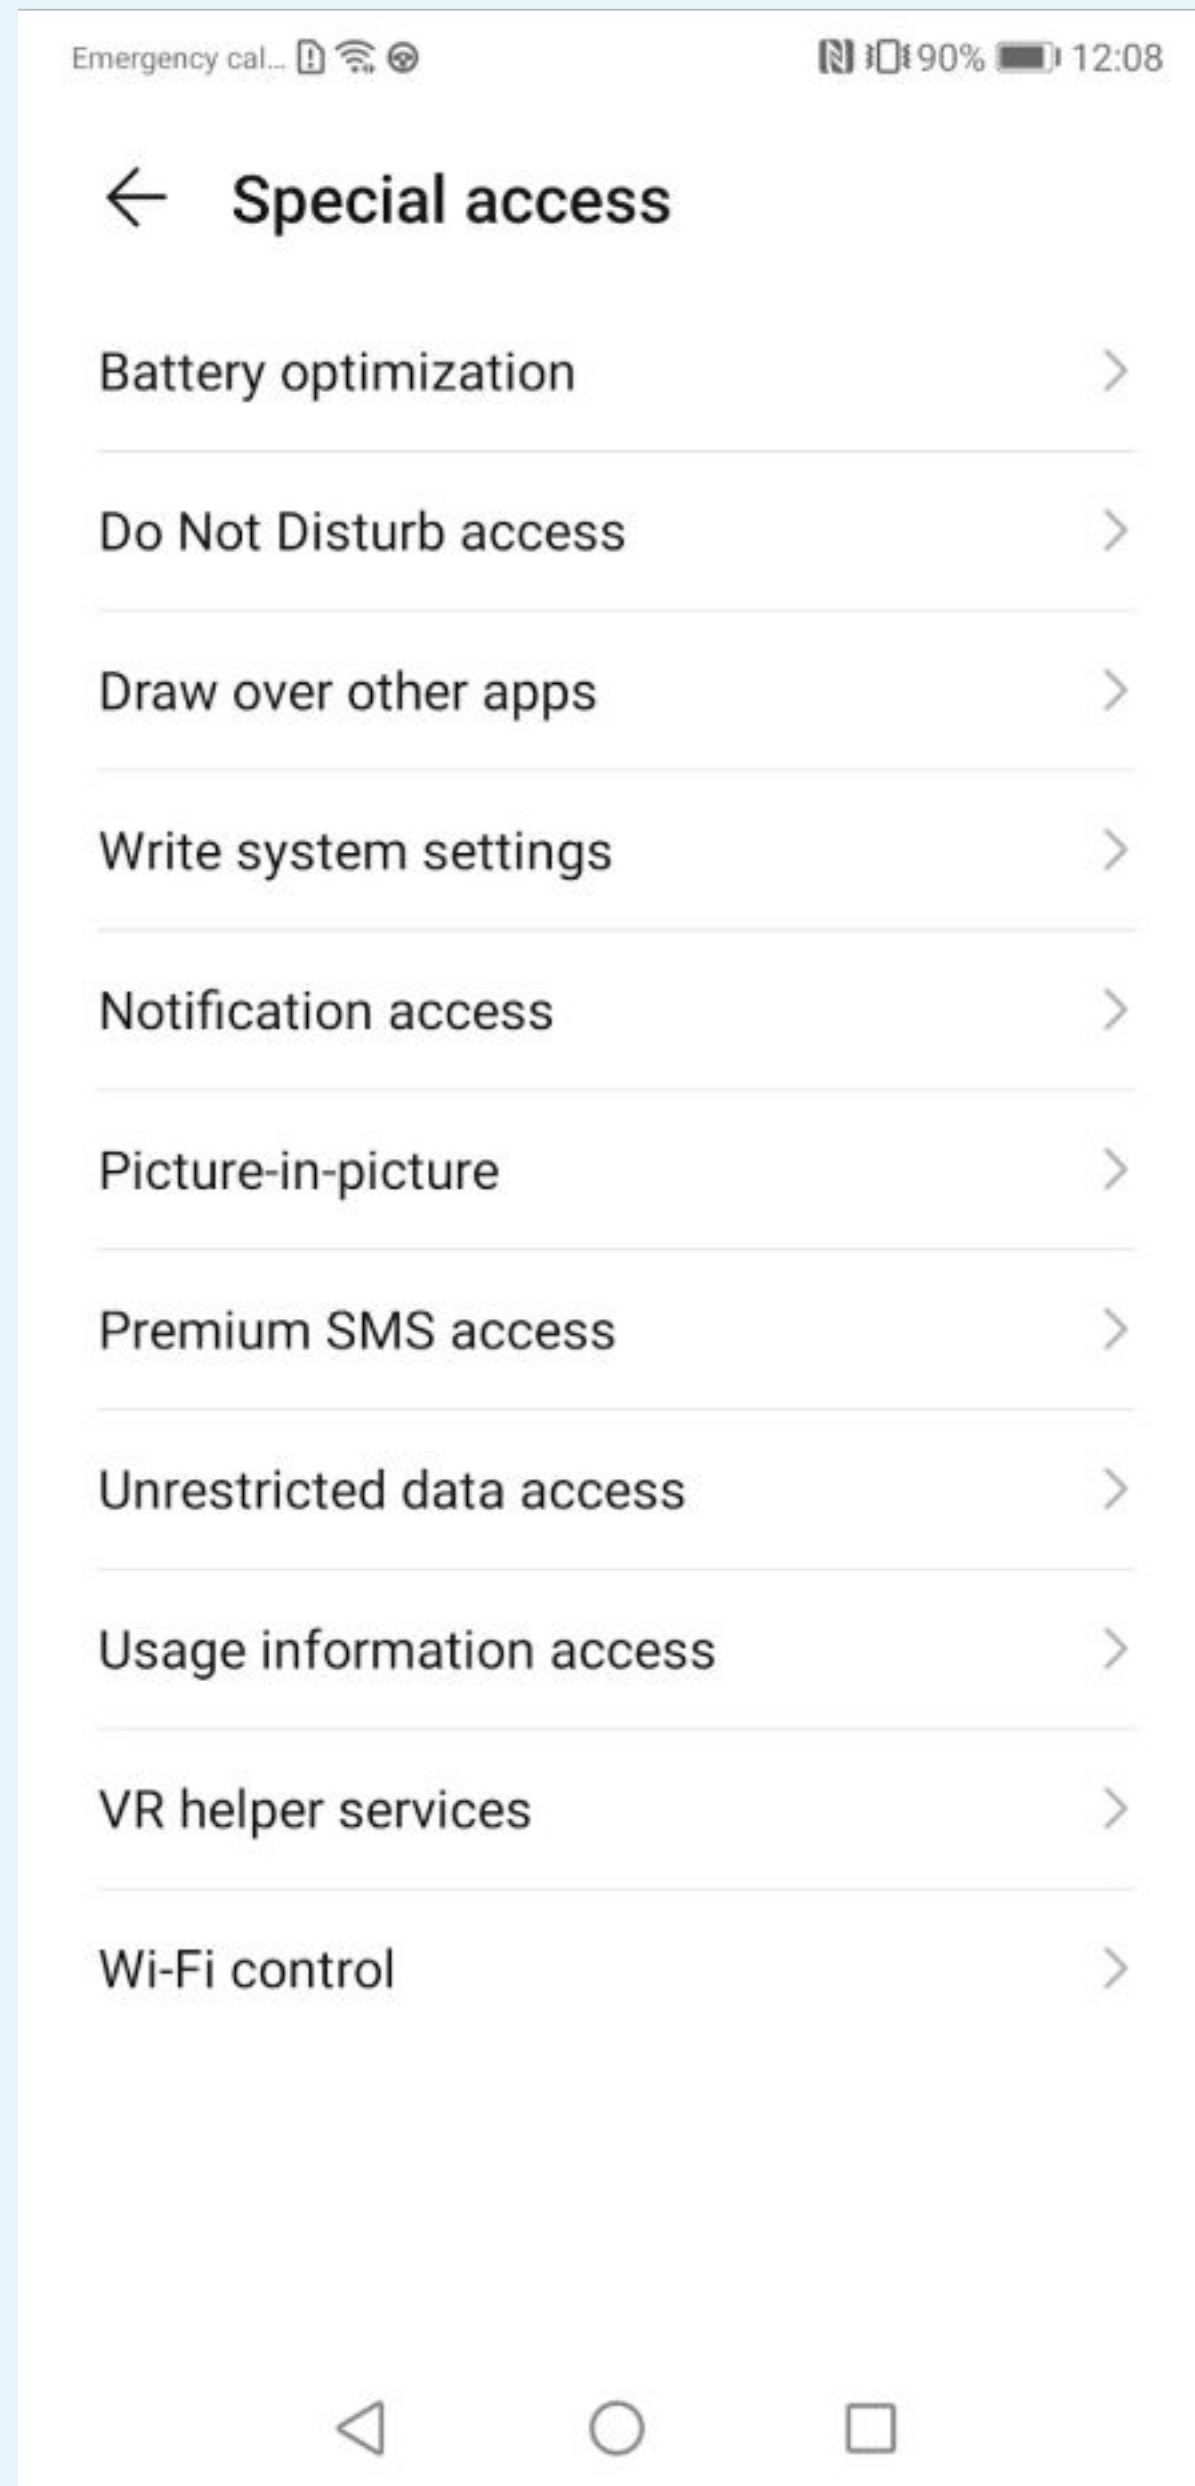 Emergency cal... 90% 12:08
Special access
Battery optimization
Do Not Disturb access
Draw over other apps
Write system settings
Notification access
Picture-in-picture
Premium SMS access
Unrestricted data access
Usage information access
VR helper services
Wi-Fi control